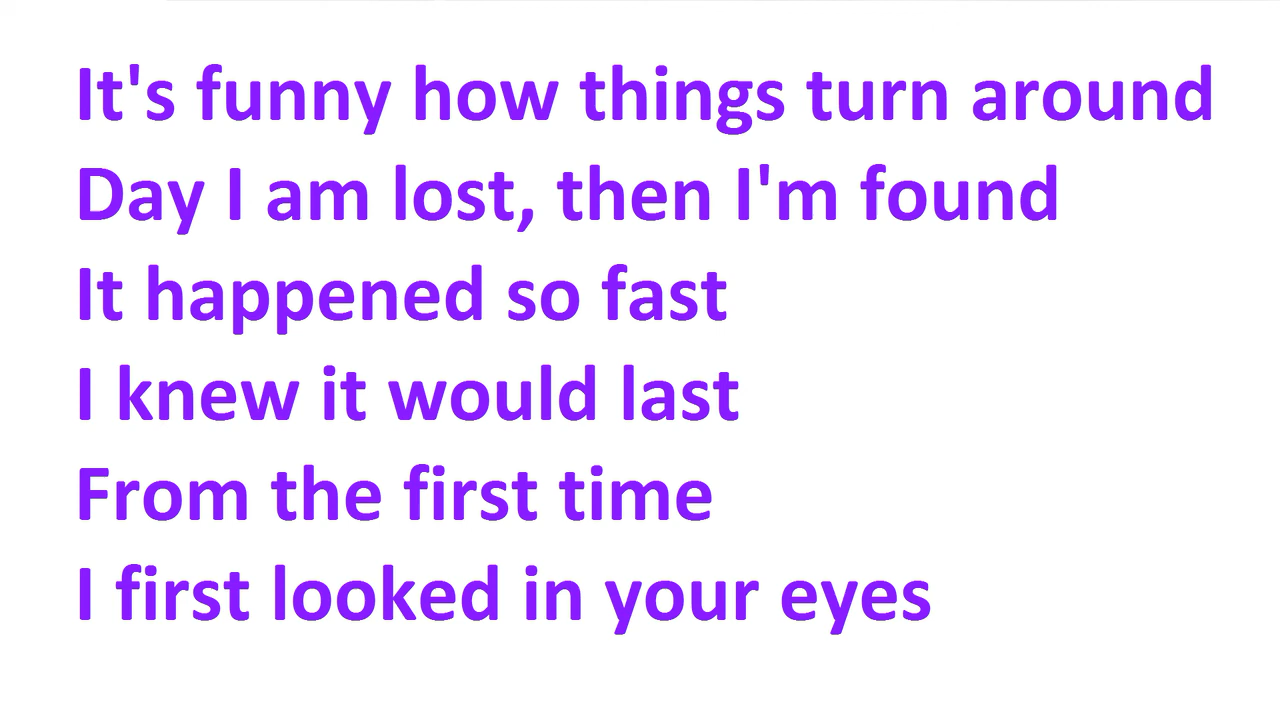 It's funny how things turn around
Day I am lost, then I'm found
It happened so fast
I knew it would last
From the first time
I first looked in your eyes